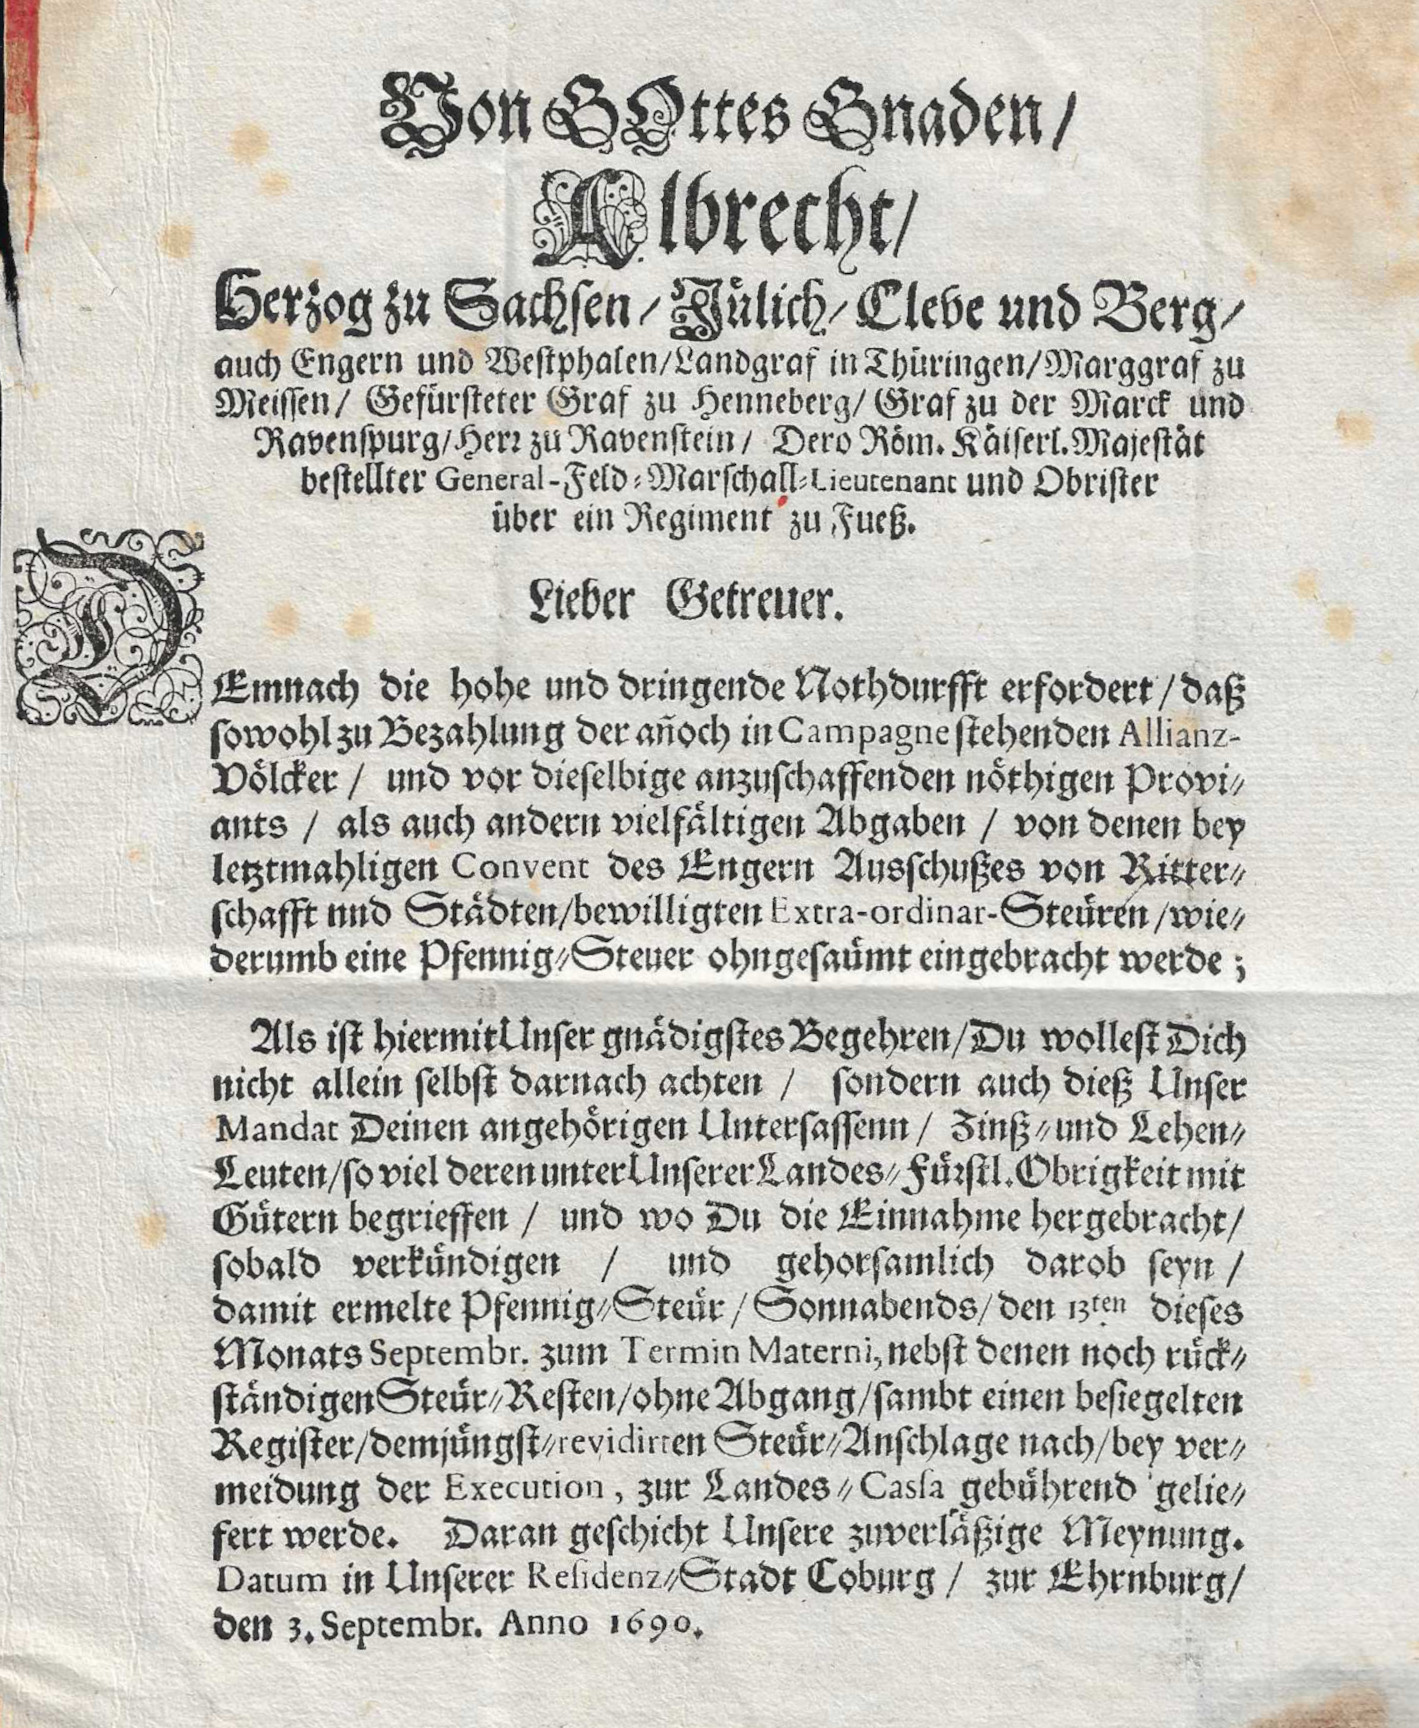 Von GOttes Gnaden/
Albrecht/
Herzog zu Sachsen/ Jülich/ Cleve und Berg/
auch Engern und Westphalen/Landgraf in Thüringen/Marggraf zu
Meissen/ Gefürsteter Graf zu Henneberg/ Graf zu der Marck und
Ravenspurg/Herr zu Ravenstein/ Dero Röm. Käiserl. Majestät
bestellter General-Feld-Marschall-Lieutenant und Obrister
über ein Regiment zu Fueß.
Lieber Getreuer.
DEmnach die hohe und dringende Nothdurfft erfordert/daß
sowohl zu Bezahlung der añoch in Campagne stehenden Allianz-
Völcker / und vor dieselbige anzuschaffenden nöthigen Provi-
ants / als auch andern vielfältigen Abgaben / von denen bey
letztmahligen Convent des Engern Ausschußes von Ritter-
schafft und Städten/bewilligten Extra-ordinar-Steüren/wie-
derumb eine Pfennig-Steuer ohngesaümt eingebracht werde;
Als ist hiermit Unser gnädigstes Begehren/Du wollest Dich
nicht allein selbst darnach achten / sondern auch dieß Unser
Mandat Deinen angehörigen Untersassenn / Zinß- und Lehen-
Leuten/so viel deren unter Unserer Landes-Fürstl. Obrigkeit mit
Gütern begrieffen / und wo Du die Einnahme hergebracht/
sobald verkündigen / und gehorsamlich darob seyn /
damit ermelte Pfennig-Steür / Sonnabends/den 13ten dieses
Monats Septembr. zum Termin Materni, nebst denen noch rück-
ständigen Steür-Resten/ohne Abgang/sambt einen besiegelten
Register/demjüngst-revidirten Steür-Anschlage nach/bey ver-
meidung der Execution, zur Landes-Cassa gebührend gelie-
fert werde. Daran geschicht Unsere zuverläßige Meynung.
Datum in Unserer Residenz-Stadt Coburg / zur Ehrnburg/
den 3. Septembr. Anno 1690.